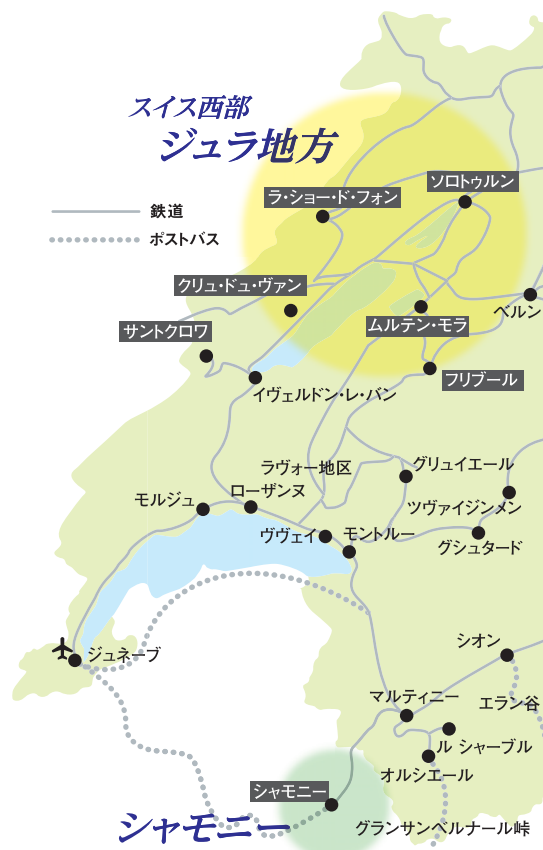 スイス西部
ジュラ地方
鉄道
ポストバス
ラ・ショー・ド・フォン
ソロトゥルン
クリュ・ドュ・ヴァン
ベルン
サントクロワ
ムルテン・モラ
フリブール
イヴェルドン・レ・バン
ラヴォー地区
グリュイエール
ローザンヌ
モルジュ
ツヴァイジンメン
ヴヴェイ
モントルー
グシュタード
ジュネーブ
シオン
マルティニー
エラン谷
ル シャーブル
オルシエール
シャモニー
シャモニー
グランサンベルナール峠